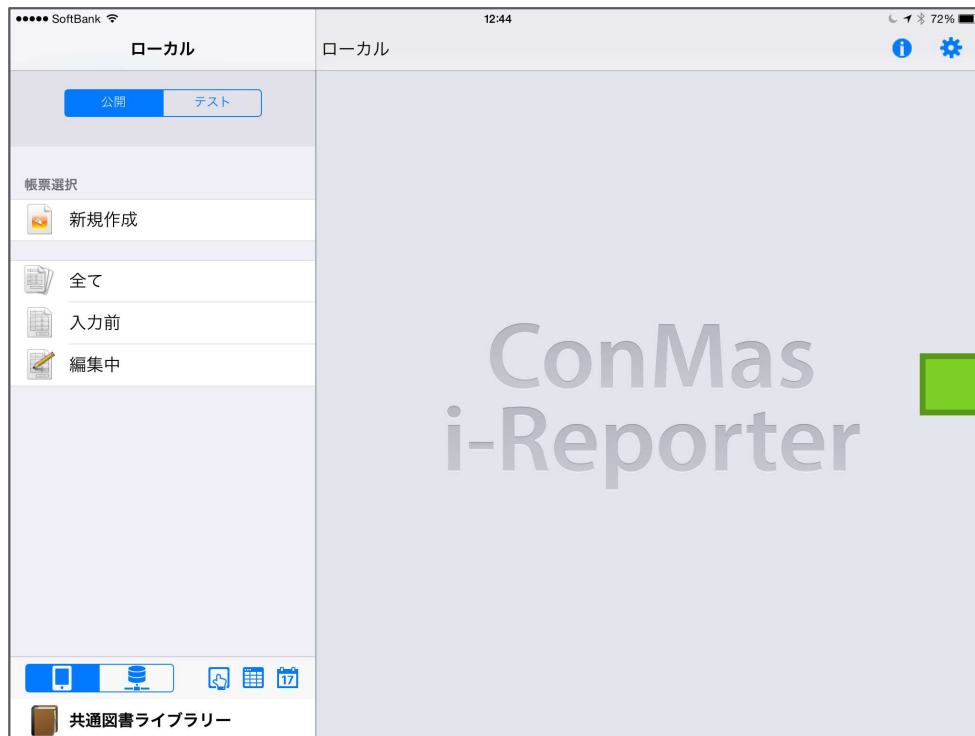 SoftBank 12:44 72%
ローカル ローカル
公開 テスト
帳票選択
新規作成
全て
入力前
編集中
ConMas
i-Reporter
17
共通図書ライブラリー